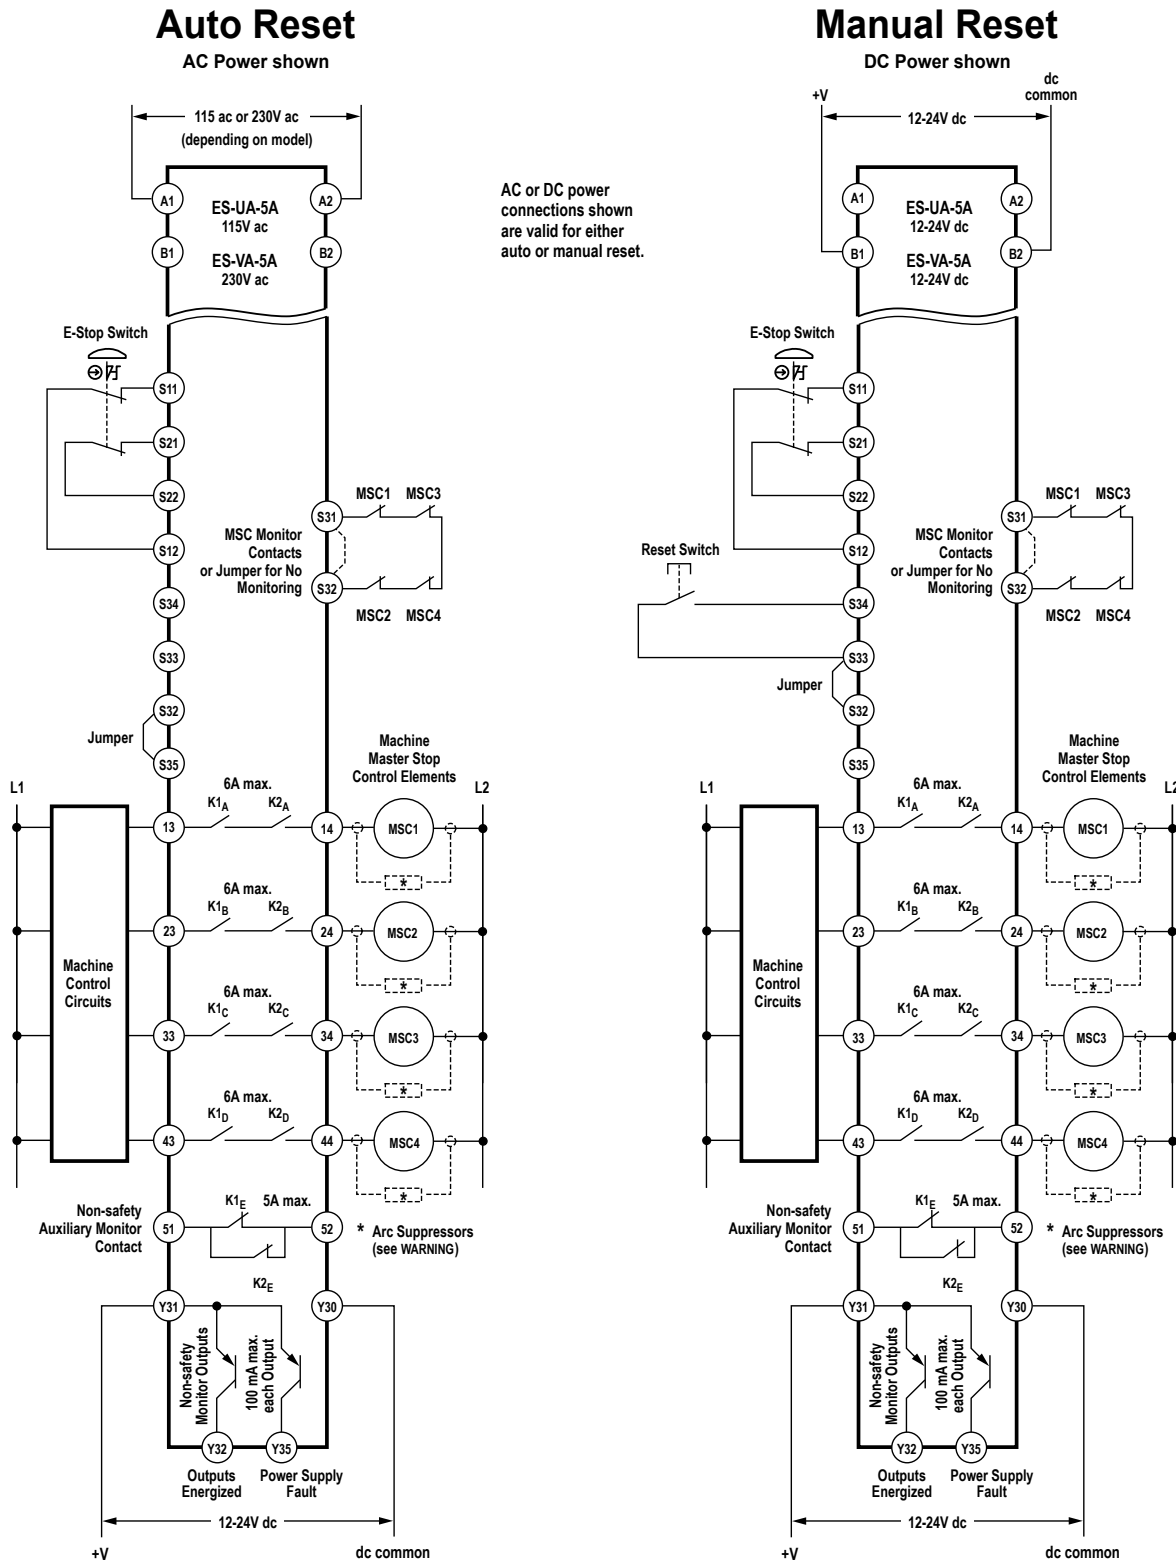 Auto Reset
AC Power shown
115 ac or 230V ac
(depending on model)
A1
A2
ES-UA-5A
115V ac
B1
B2
ES-VA-5A
230V ac
E-Stop Switch
S11
S21
S22
S12
S34
S33
S32
S35
Jumper
S31
MSC1 MSC3
MSC Monitor
Contacts
or Jumper for No
Monitoring
S32
MSC2 MSC4
Machine
Master Stop
Control Elements
L1
L2
Machine
Control
Circuits
6A max.
13
K1A
K2A
14
MSC1
*
6A max.
23
K1B
K2B
24
MSC2
*
6A max.
33
K1C
K2C
34
MSC3
*
6A max.
43
K1D
K2D
44
MSC4
*
Non-safety
Auxiliary Monitor
Contact
51
K1E
5A max.
52
K2E
* Arc Suppressors
(see WARNING)
Y31
Y30
Non-safety
Monitor Outputs
100 mA max.
each Output
Y32
Y35
Outputs
Energized
Power Supply
Fault
12-24V dc
+V
dc common
AC or DC power
connections shown
are valid for either
auto or manual reset.
Manual Reset
DC Power shown
+V
dc
common
12-24V dc
A1
A2
ES-UA-5A
12-24V dc
B1
B2
ES-VA-5A
12-24V dc
E-Stop Switch
S11
S21
S22
S12
Reset Switch
S34
S33
Jumper
S32
S35
S31
MSC1 MSC3
MSC Monitor
Contacts
or Jumper for No
Monitoring
S32
MSC2 MSC4
Machine
Master Stop
Control Elements
L1
L2
Machine
Control
Circuits
6A max.
13
K1A
K2A
14
MSC1
*
6A max.
23
K1B
K2B
24
MSC2
*
6A max.
33
K1C
K2C
34
MSC3
*
6A max.
43
K1D
K2D
44
MSC4
*
Non-safety
Auxiliary Monitor
Contact
51
K1E
5A max.
52
K2E
* Arc Suppressors
(see WARNING)
Y31
Y30
Non-safety
Monitor Outputs
100 mA max.
each Output
Y32
Y35
Outputs
Energized
Power Supply
Fault
12-24V dc
+V
dc common